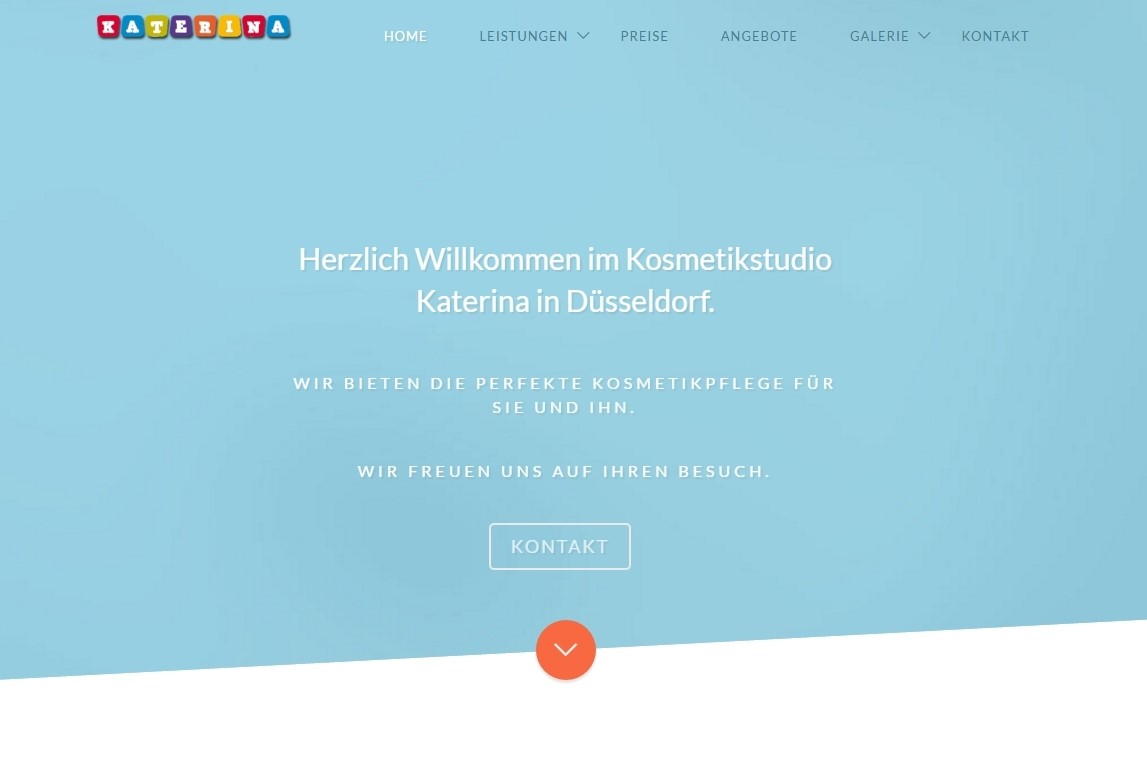 KATERINA
HOME LEISTUNGEN PREISE ANGEBOTE GALERIE KONTAKT
Herzlich Willkommen im Kosmetikstudio
Katerina in Düsseldorf.
WIR BIETEN DIE PERFEKTE KOSMETIKPFLEGE FÜR
SIE UND IHN.
WIR FREUEN UNS AUF IHREN BESUCH.
KONTAKT